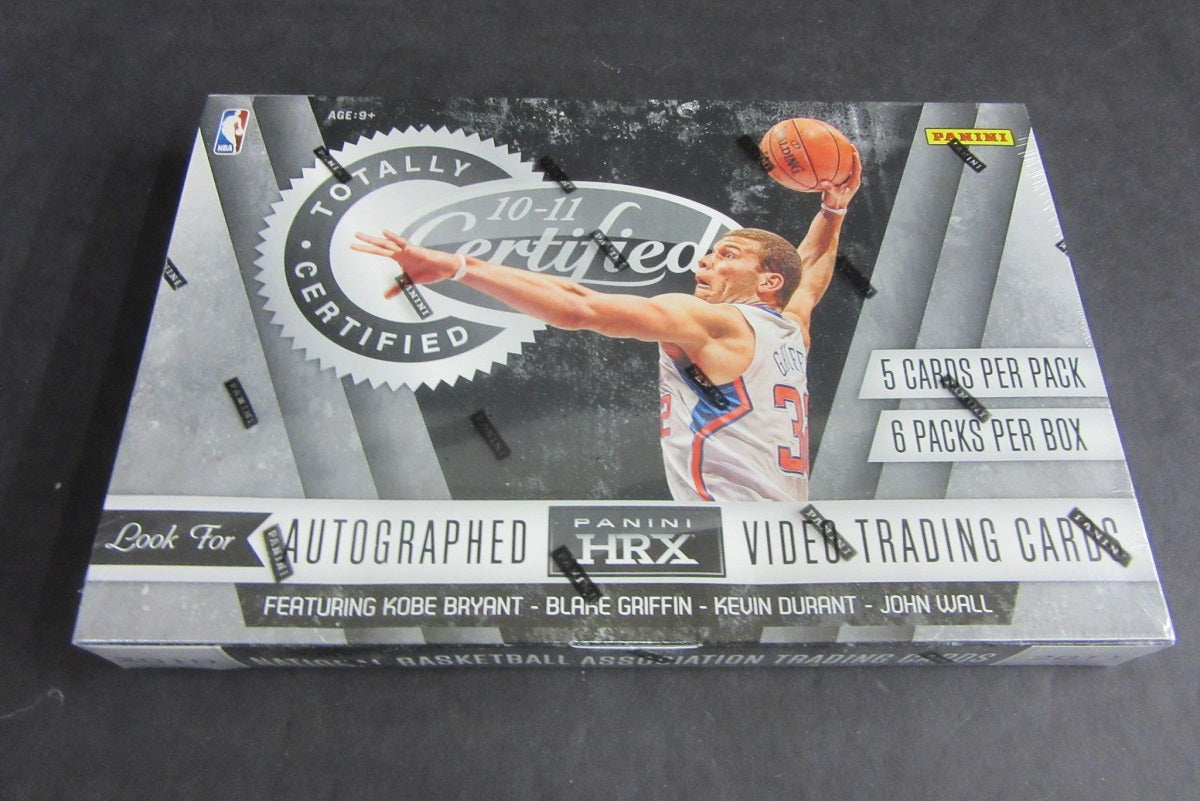 NBA
AGE:9+
PANINI
TOTALLY
CERTIFIED
10-11
Certified
5 CARDS PER PACK
6 PACKS PER BOX
Look For
AUTOGRAPHED
PANINI
HRX
VIDEO TRADING CARDS
FEATURING KOBE BRYANT - BLAKE GRIFFIN - KEVIN DURANT - JOHN WALL
NATIONAL BASKETBALL ASSOCIATION TRADING CARDS